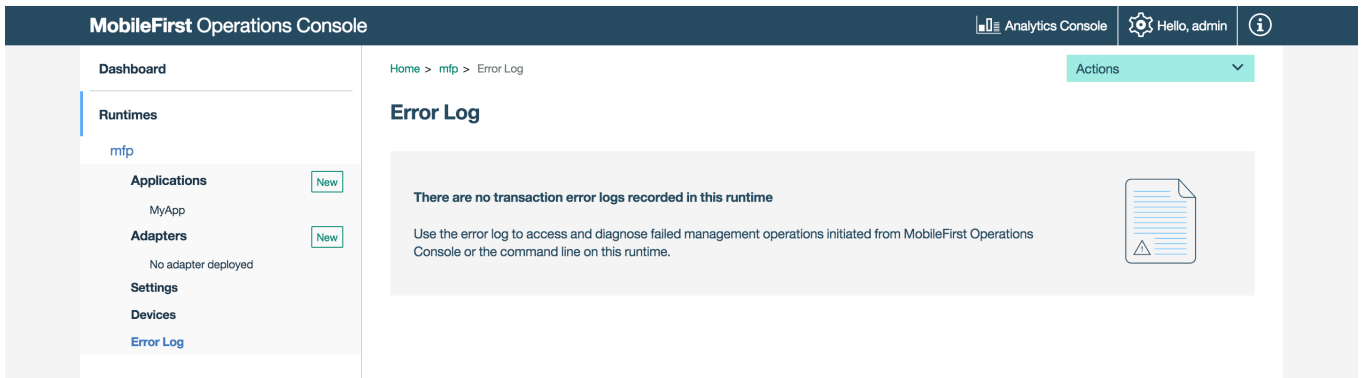 MobileFirst Operations Console
Analytics Console
Hello, admin
Dashboard
Runtimes
mfp
Applications
New
MyApp
Adapters
New
No adapter deployed
Settings
Devices
Error Log
Home > mfp > Error Log
Actions
Error Log
There are no transaction error logs recorded in this runtime
Use the error log to access and diagnose failed management operations initiated from MobileFirst Operations
Console or the command line on this runtime.